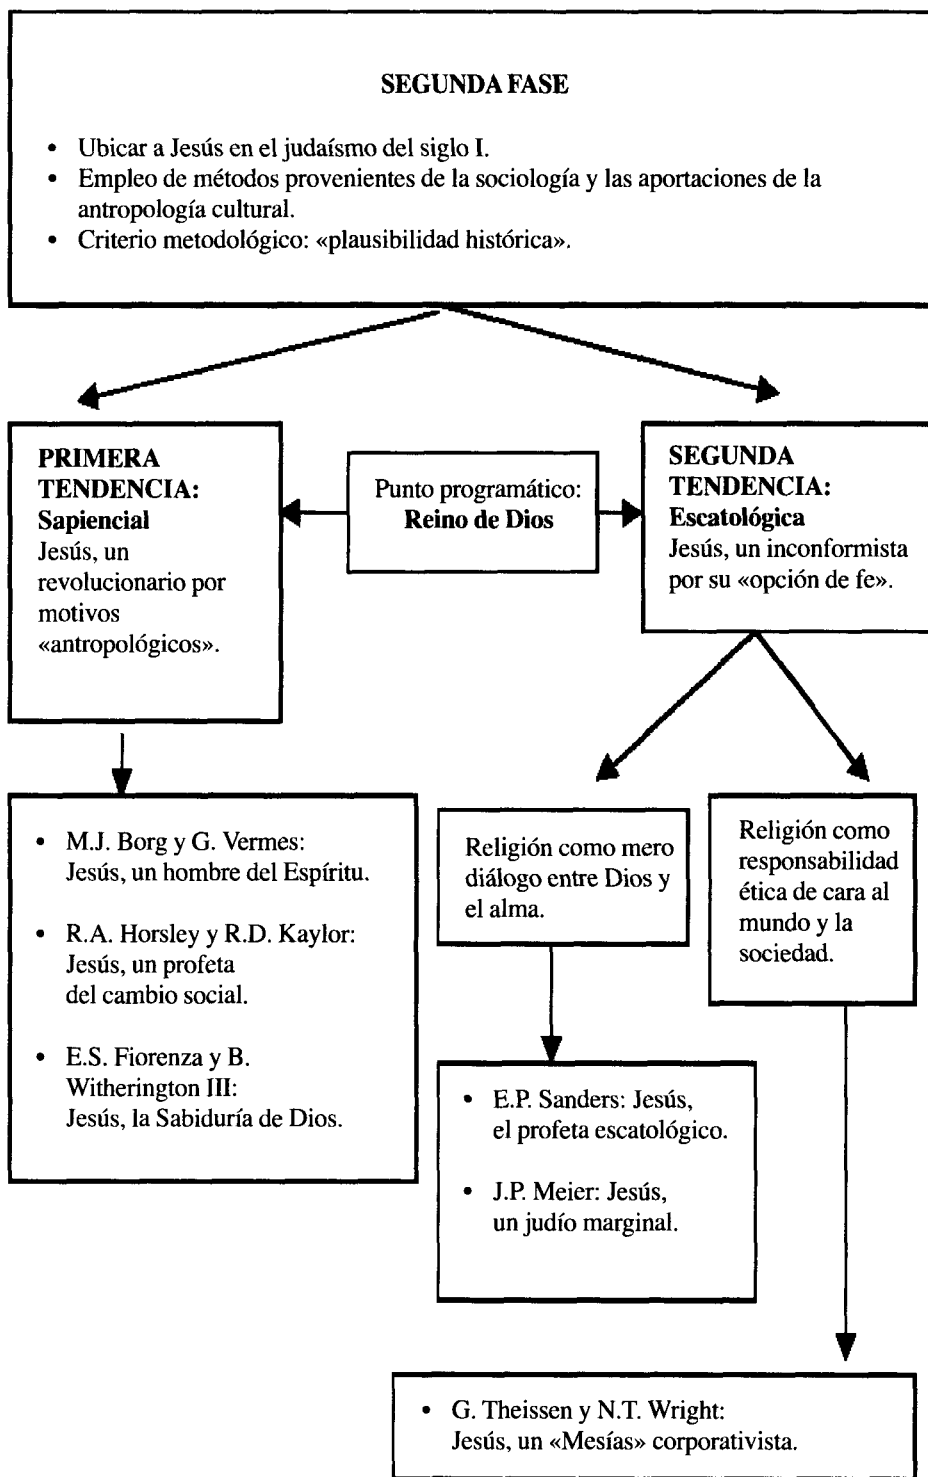 SEGUNDA FASE
• Ubicar a Jesús en el judaísmo del siglo I.
• Empleo de métodos provenientes de la sociología y las aportaciones de la
antropología cultural.
• Criterio metodológico: «plausibilidad histórica».
PRIMERA
TENDENCIA:
Sapiencial
Jesús, un
revolucionario por
motivos
«antropológicos».
Punto programático:
Reino de Dios
SEGUNDA
TENDENCIA:
Escatológica
Jesús, un inconformista
por su «opción de fe».
• M.J. Borg y G. Vermes:
Jesús, un hombre del Espíritu.
• R.A. Horsley y R.D. Kaylor:
Jesús, un profeta
del cambio social.
• E.S. Fiorenza y B.
Witherington III:
Jesús, la Sabiduría de Dios.
Religión como mero
diálogo entre Dios y
el alma.
Religión como
responsabilidad
ética de cara al
mundo y la
sociedad.
• E.P. Sanders: Jesús,
el profeta escatológico.
• J.P. Meier: Jesús,
un judío marginal.
• G. Theissen y N.T. Wright:
Jesús, un «Mesías» corporativista.